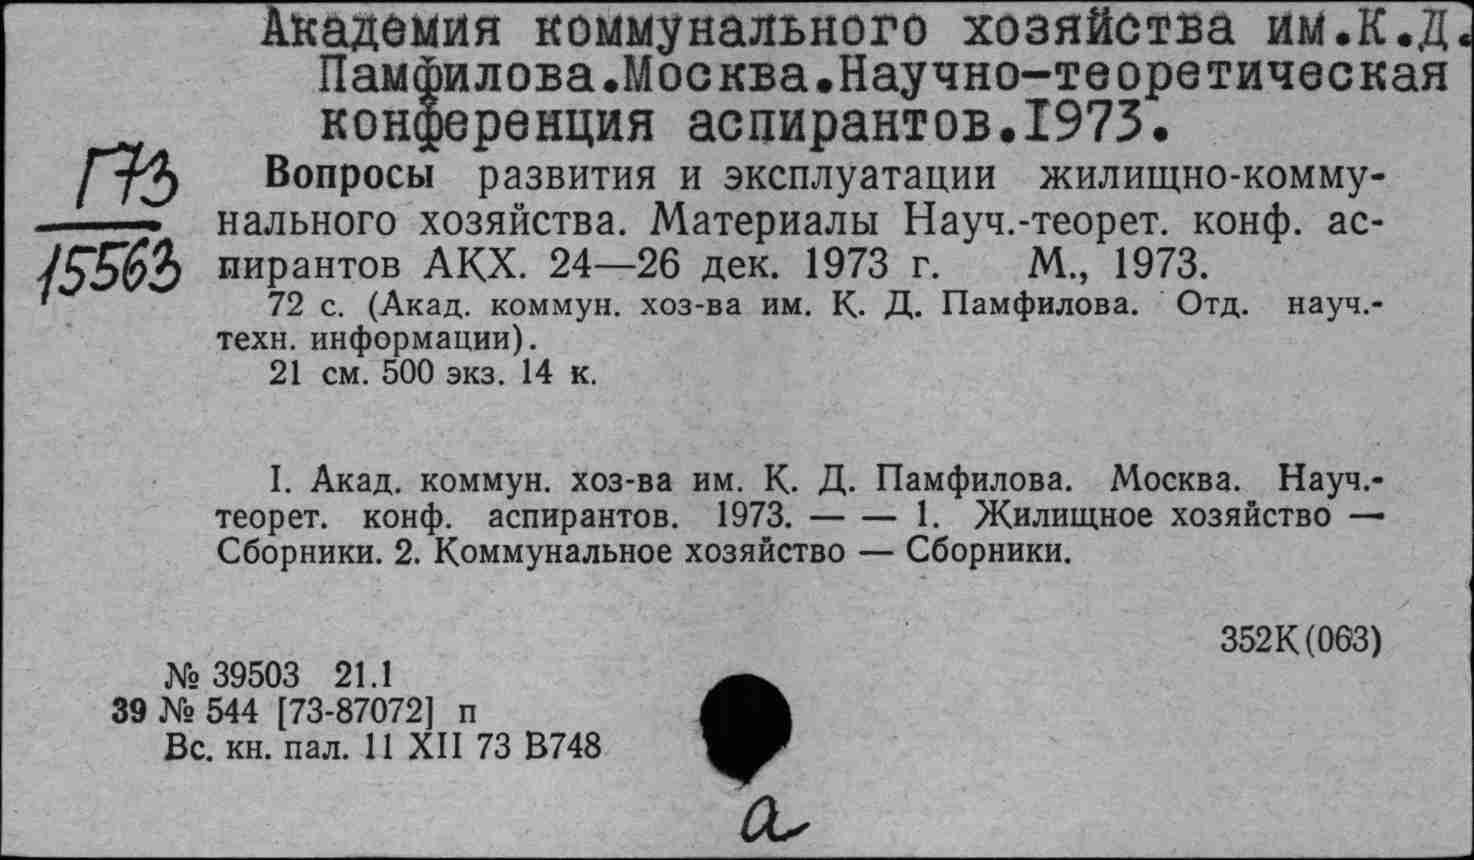 Академия коммунального хозяйства им.К.Д.
Памфилова.Москва.Научно-теоретическая
конференция аспирантов.1973.
Г73
15563
Вопросы развития и эксплуатации жилищно-комму-
нального хозяйства. Материалы Науч.-теорет. конф. ас-
пирантов АКХ. 24—26 дек. 1973 г. М., 1973.
72 с. (Акад. коммун. хоз-ва им. К. Д. Памфилова. Отд. науч.-
техн. информации).
21 см. 500 экз. 14 к.
I. Акад. коммун. хоз-ва им. К. Д. Памфилова. Москва. Науч.-
теорет. конф. аспирантов. 1973. — — 1. Жилищное хозяйство —
Сборники. 2. Коммунальное хозяйство — Сборники.
352К(063)
№ 39503 21.1
39 № 544 [73-87072] п
Вс. кн. пал. 11 XII 73 В748
а